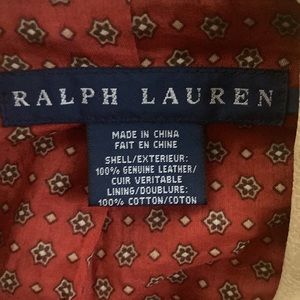 RALPH LAUREN
MADE IN CHINA
FAIT EN CHINE
SHELL/EXTERIEUR:
100% GENUINE LEATHER/
CUIR VERITABLE
LINING/DOUBLURE:
100% COTTON/COTON